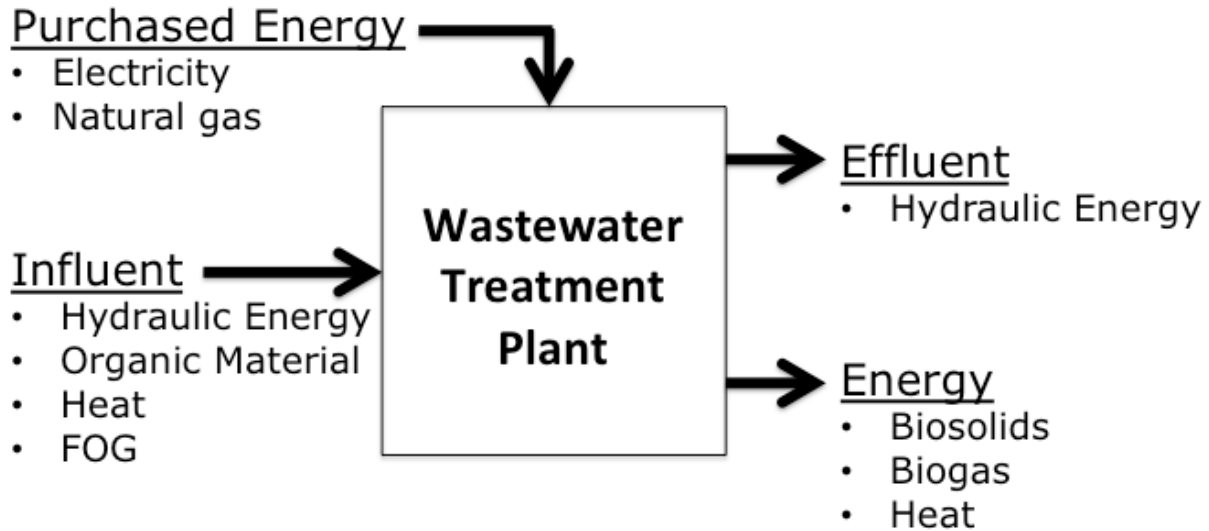 Purchased Energy
• Electricity
• Natural gas
Influent
• Hydraulic Energy
• Organic Material
• Heat
• FOG
Wastewater
Treatment
Plant
Effluent
• Hydraulic Energy
Energy
• Biosolids
• Biogas
• Heat